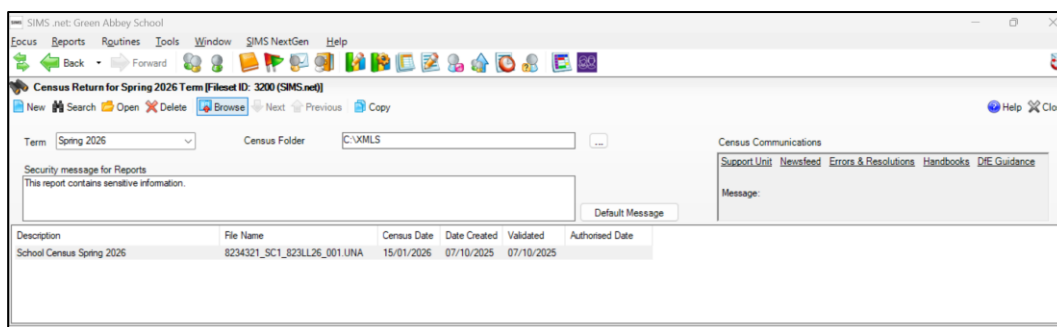 SIMS .net: Green Abbey School
Focus Reports Routines Tools Window SIMS NextGen Help
Back Forward
Census Return for Spring 2026 Term [Fileset ID: 3200 (SIMS.net)]
New Search Open Delete Browse Next Previous Copy Help Clo
Term Spring 2026 Census Folder C:\XMLS ...
Census Communications
Security message for Reports
Support Unit Newsfeed Errors & Resolutions Handbooks DfE Guidance
This report contains sensitive information.
Message:
Default Message
Description File Name Census Date Date Created Validated Authorised Date
School Census Spring 2026 8234321_SC1_823LL26_001.UNA 15/01/2026 07/10/2025 07/10/2025